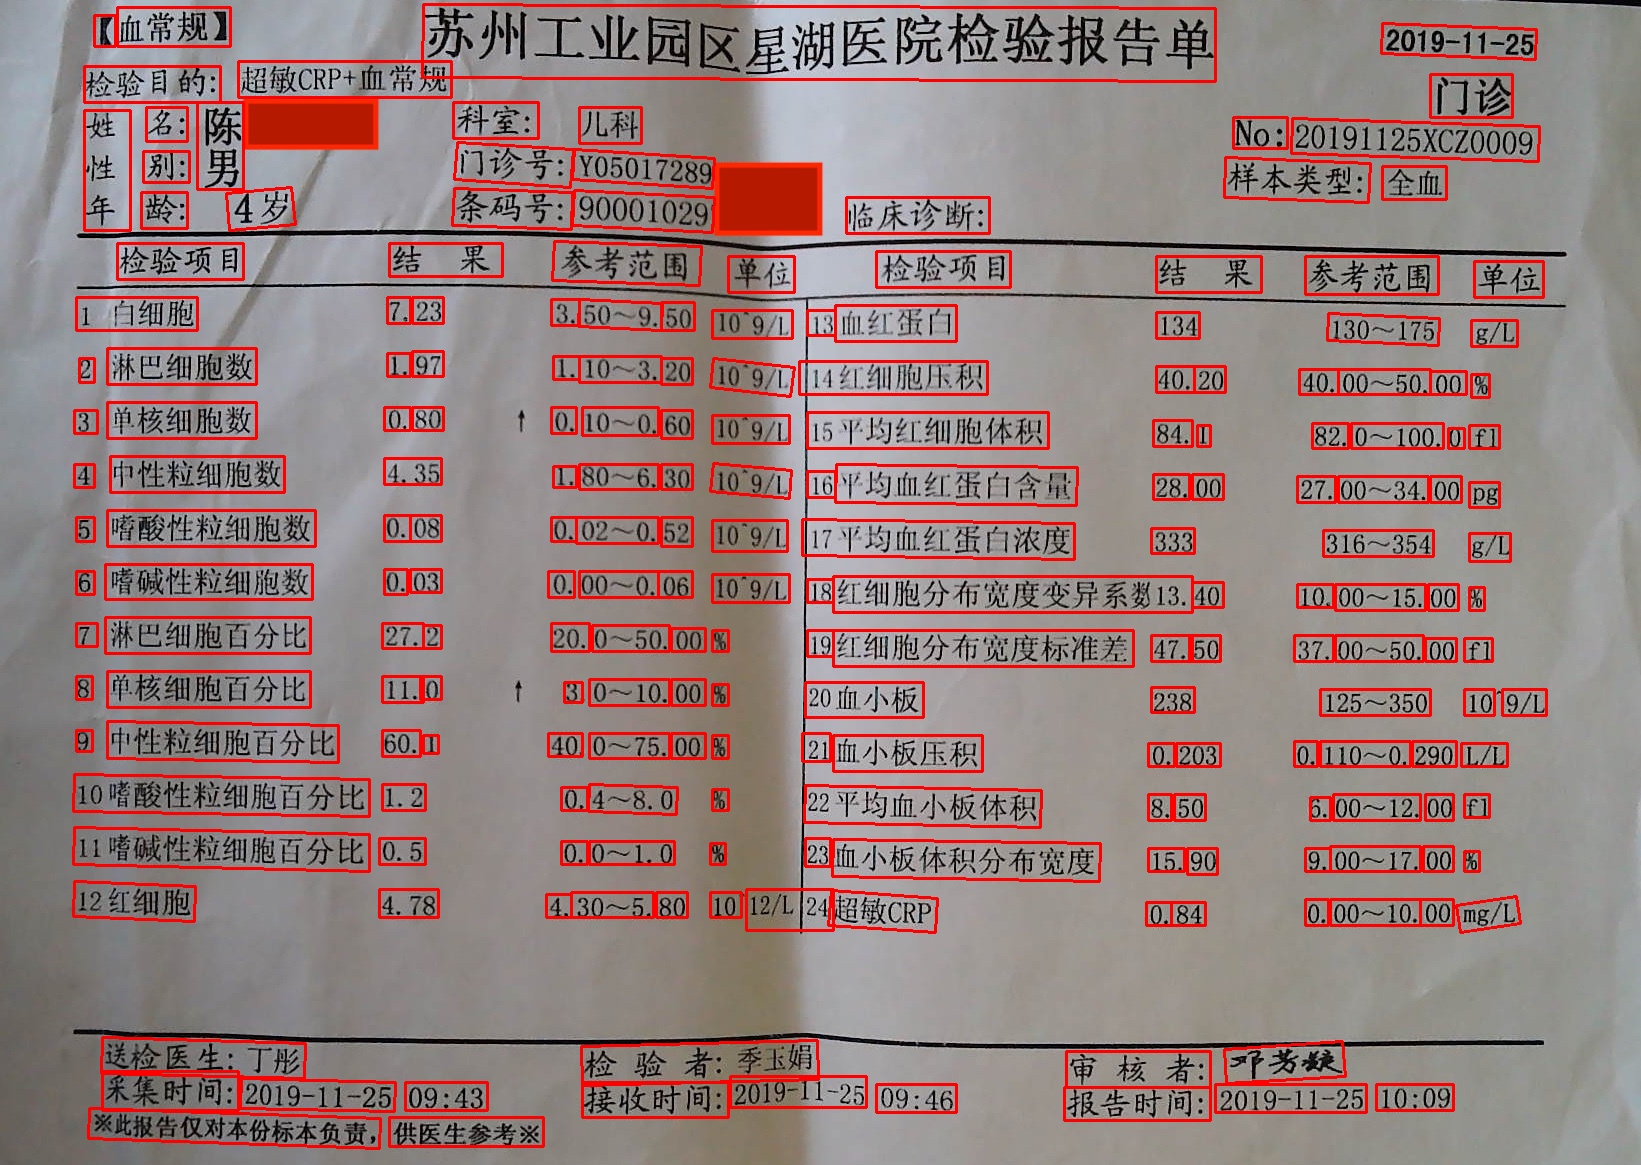 【血常规】 苏州工业园区星湖医院检验报告单 2019-11-25
检验目的: 超敏CRP+血常规 门诊
姓 名: 陈 科室: 儿科 No: 20191125XCZ0009
性 别: 男 门诊号: Y05017289 样本类型: 全血
年 龄: 4岁 条码号: 90001029 临床诊断:
检验项目 结 果 参考范围 单位 检验项目 结 果 参考范围 单位
1 白细胞 7.23 3.50~9.50 10^9/L 13 血红蛋白 134 130~175 g/L
2 淋巴细胞数 1.97 1.10~3.20 10^9/L 14 红细胞压积 40.20 40.00~50.00 %
3 单核细胞数 0.80 ↑ 0.10~0.60 10^9/L 15 平均红细胞体积 84.1 82.0~100.0 fl
4 中性粒细胞数 4.35 1.80~6.30 10^9/L 16 平均血红蛋白含量 28.00 27.00~34.00 pg
5 嗜酸性粒细胞数 0.08 0.02~0.52 10^9/L 17 平均血红蛋白浓度 333 316~354 g/L
6 嗜碱性粒细胞数 0.03 0.00~0.06 10^9/L 18 红细胞分布宽度变异系数 13.40 10.00~15.00 %
7 淋巴细胞百分比 27.2 20.0~50.00 % 19 红细胞分布宽度标准差 47.50 37.00~50.00 fl
8 单核细胞百分比 11.0 ↑ 3.0~10.00 % 20 血小板 238 125~350 10^9/L
9 中性粒细胞百分比 60.1 40.0~75.00 % 21 血小板压积 0.203 0.110~0.290 L/L
10 嗜酸性粒细胞百分比 1.2 0.4~8.0 % 22 平均血小板体积 8.50 6.00~12.00 fl
11 嗜碱性粒细胞百分比 0.5 0.0~1.0 % 23 血小板体积分布宽度 15.90 9.00~17.00 %
12 红细胞 4.78 4.30~5.80 10^12/L 24 超敏CRP 0.84 0.00~10.00 mg/L
送检医生: 丁彤 检 验 者: 季玉娟 审 核 者: 邓芳凝
采集时间: 2019-11-25 09:43 接收时间: 2019-11-25 09:46 报告时间: 2019-11-25 10:09
※此报告仅对本份标本负责, 供医生参考※